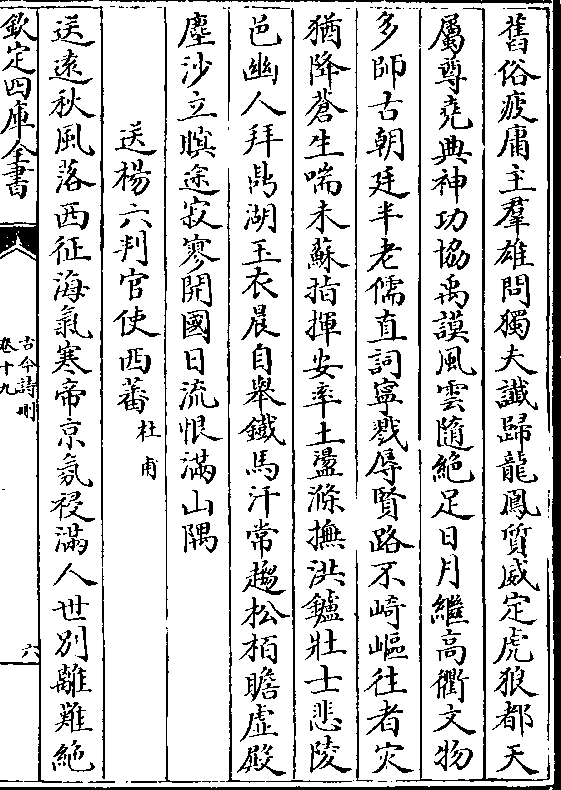 舊俗疲庸主羣雄問獨夫讖歸龍鳳質威定虎狼都天
屬尊堯典神功協禹謨風雲隨絕足日月繼高衢文物
多師古朝廷半老儒直詞寧戮辱賢路不崎嶇往者灾
猶降蒼生喘未蘇指揮安率土盪滌撫洪鑪壯士悲陵
邑幽人拜鼎湖玉衣晨自舉鐵馬汗常趨松栢瞻虛殿
塵沙立暝途寂寥開國日流恨滿山隅
送楊六判官使西蕃杜甫
送遠秋風落西征海氣寒帝京氛祲滿人世別離難絕
欽定四庫全書
古今詩刪
卷十九
六